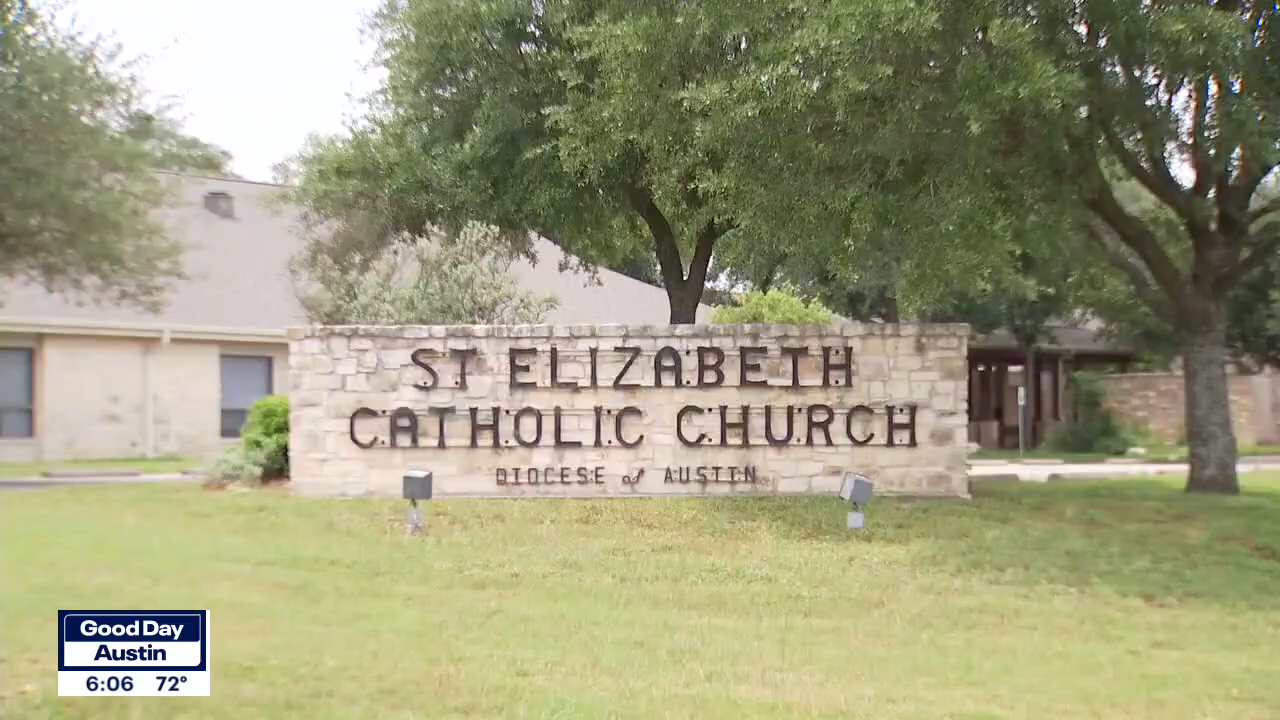 ST ELIZABETH
CATHOLIC CHURCH
DIOCESE of AUSTIN
Good Day
Austin
6:06 72°